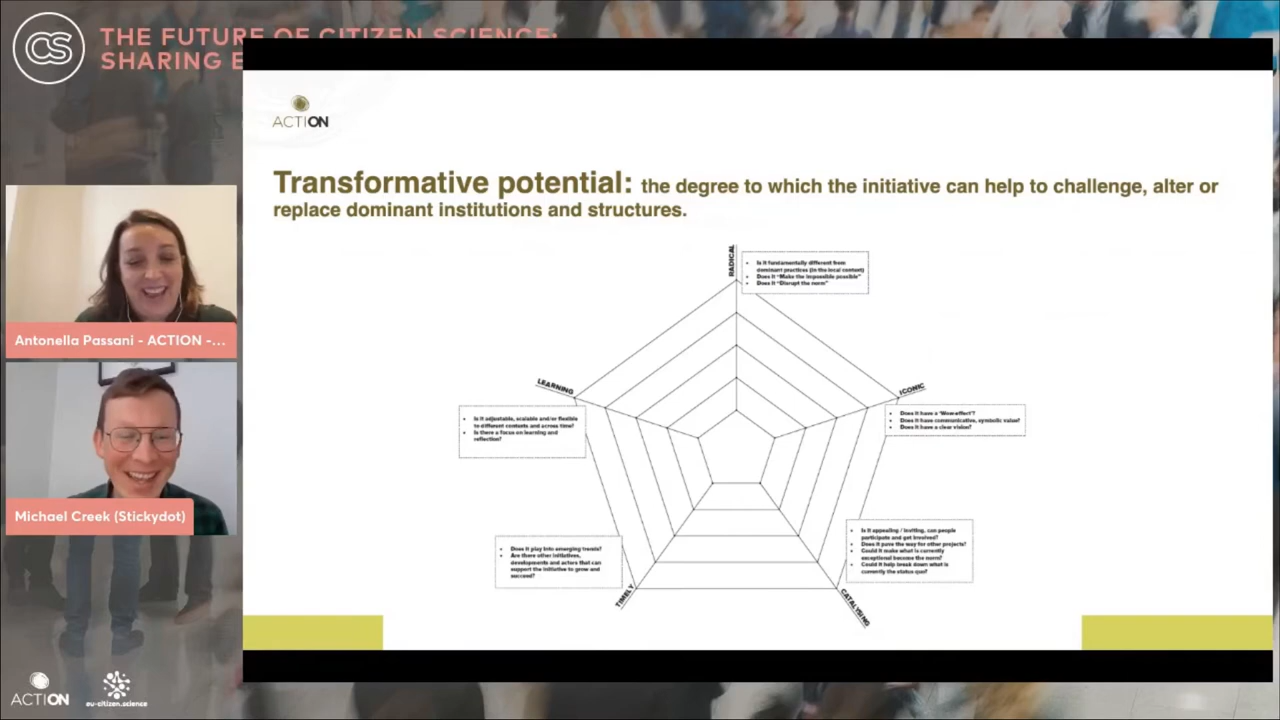 THE FUTURE OF CITIZEN SCIENCE:
SHARING E
CS
ACTION
Transformative potential: the degree to which the initiative can help to challenge, alter or
replace dominant institutions and structures.
RADICAL
• Is it fundamentally different from
dominant practices (in the local context)
• Does it "Make the impossible possible"
• Does it "Disrupt the norm"
LEARNING
• Is it adjustable, scalable and/or flexible
to different contexts and across time?
• Is there a focus on learning and
reflection?
ICONIC
• Does it have a 'Wow-effect'?
• Does it have communicative, symbolic value?
• Does it have a clear vision?
TIMELY
• Does it play into emerging trends?
• Are there other initiatives,
developments and actors that can
support the initiative to grow and
succeed?
CATALYSING
• Is it appealing / inviting, can people
participate and get involved?
• Does it pave the way for other projects?
• Could it make what is currently
exceptional become the norm?
• Could it help break down what is
currently the status quo?
Antonella Passani - ACTION -...
Michael Creek (Stickydot)
ACTION
eu-citizen.science